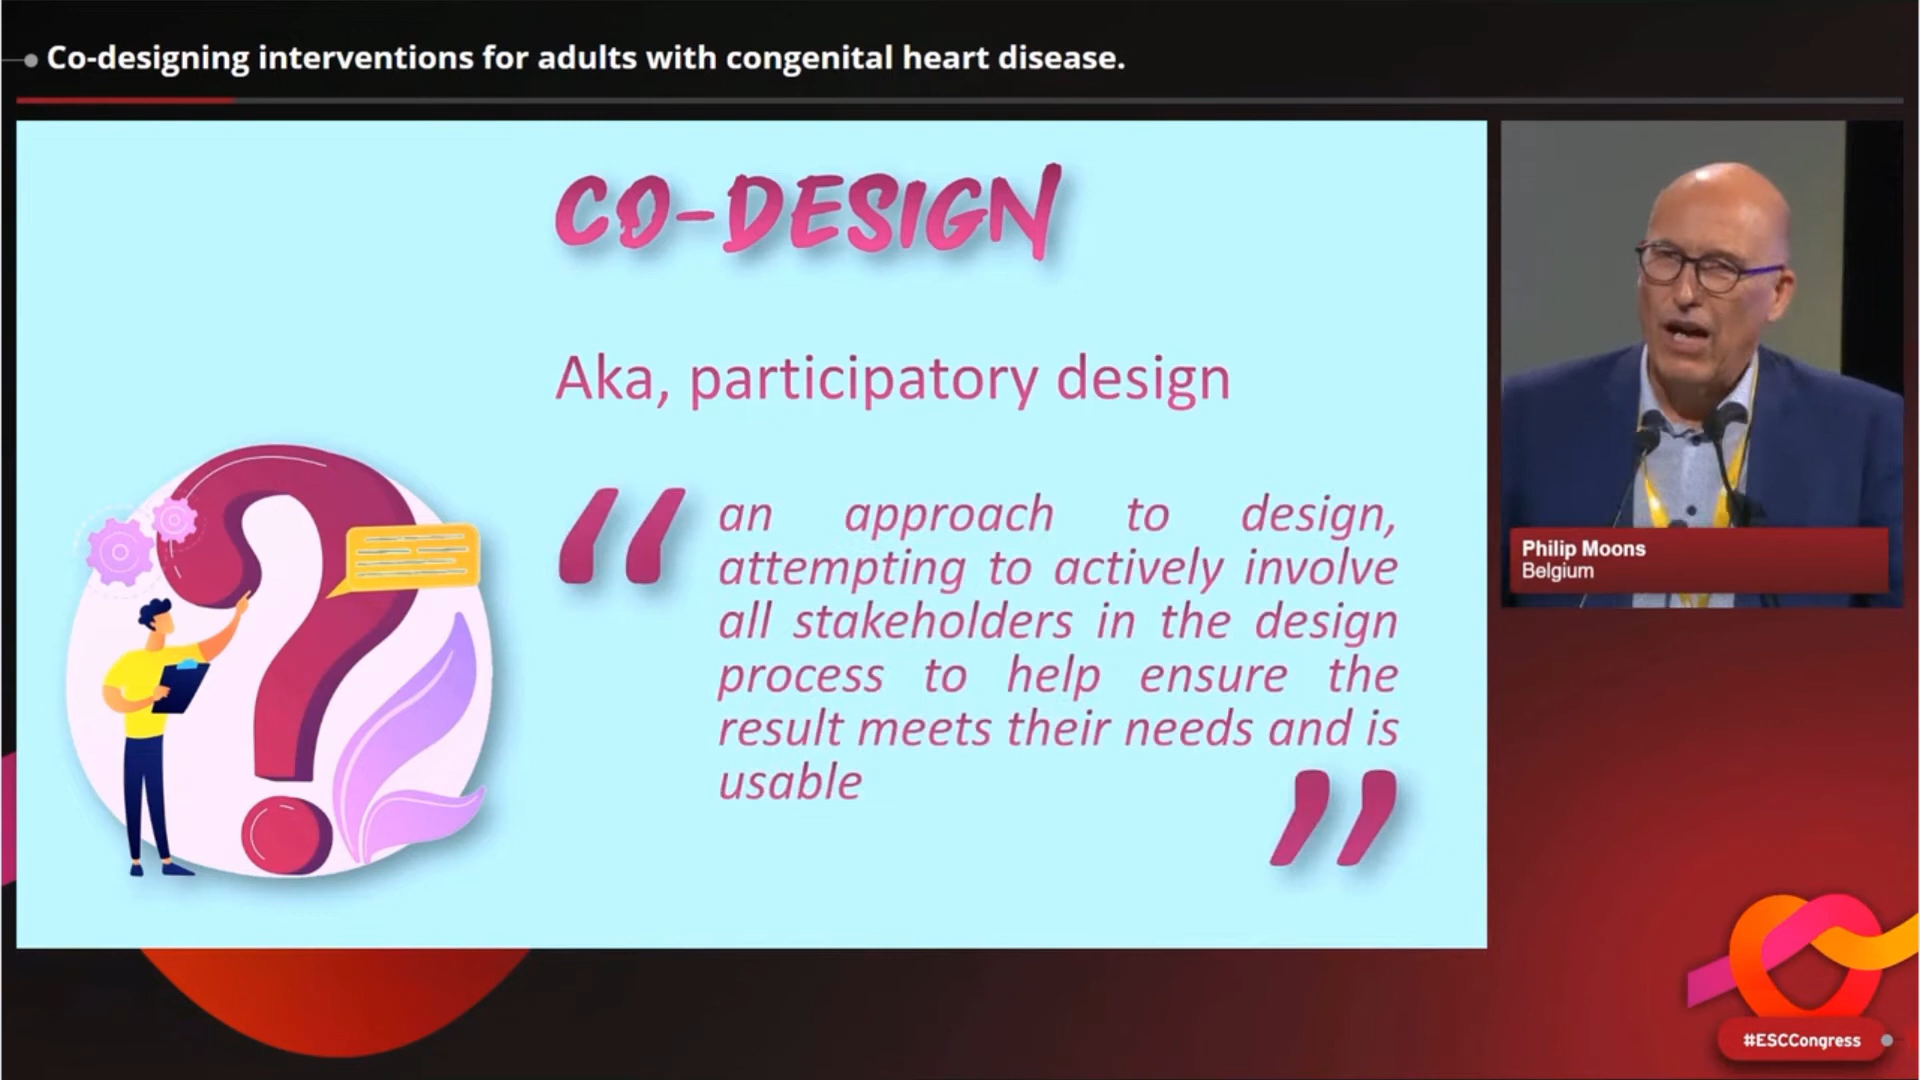 Co-designing interventions for adults with congenital heart disease.
CO-DESIGN
Aka, participatory design
“ an approach to design,
attempting to actively involve
all stakeholders in the design
process to help ensure the
result meets their needs and is
usable ”
Philip Moons
Belgium
#ESCCongress